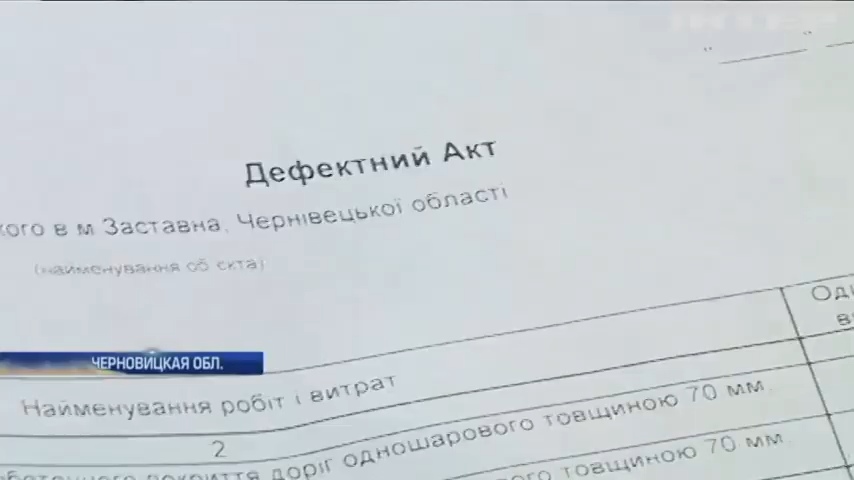 " "
Дефектний Акт
кого в м Заставна, Чернівецької області
(найменування об єкта)
ЧЕРНОВИЦКАЯ ОБЛ.
Найменування робіт і витрат
2
покриття доріг одношарового товщиною 70 мм.
товщиною 70 мм.